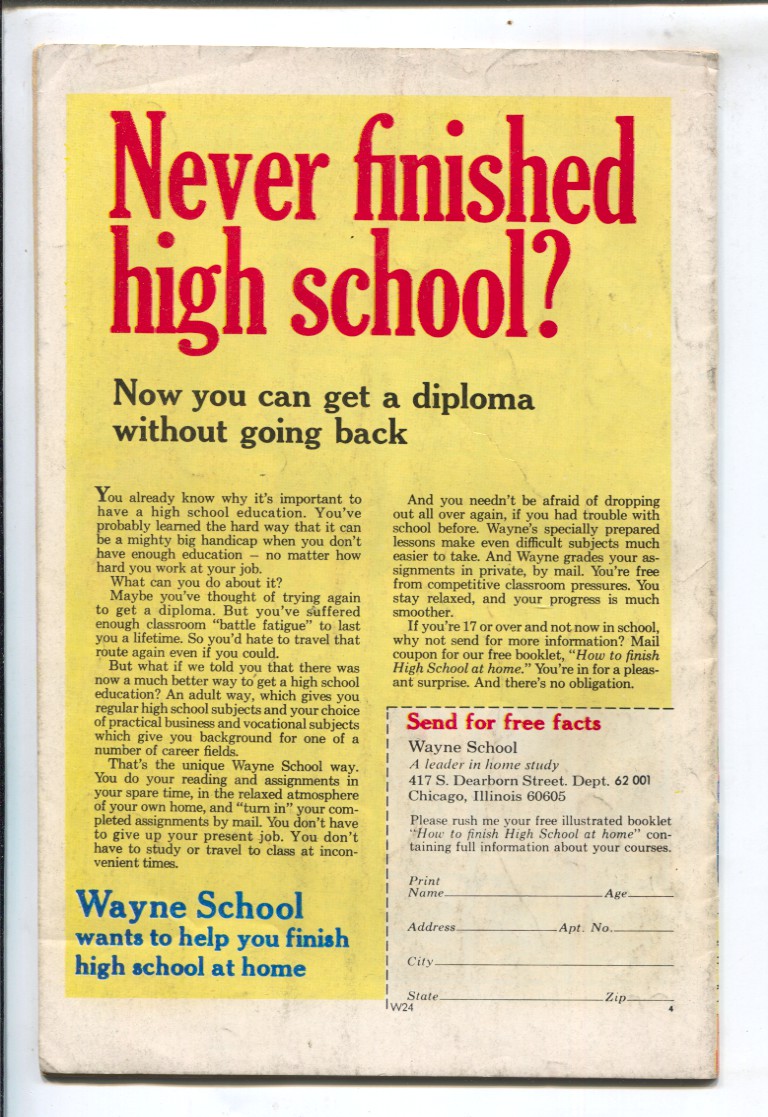 Never finished
high school?
Now you can get a diploma
without going back
You already know why it's important to
have a high school education. You've
probably learned the hard way that it can
be a mighty big handicap when you don't
have enough education — no matter how
hard you work at your job.
What can you do about it?
Maybe you've thought of trying again
to get a diploma. But you've suffered
enough classroom "battle fatigue" to last
you a lifetime. So you'd hate to travel that
route again even if you could.
But what if we told you that there was
now a much better way to get a high school
education? An adult way, which gives you
regular high school subjects and your choice
of practical business and vocational subjects
which give you background for one of a
number of career fields.
That's the unique Wayne School way.
You do your reading and assignments in
your spare time, in the relaxed atmosphere
of your own home, and "turn in" your com-
pleted assignments by mail. You don't have
to give up your present job. You don't
have to study or travel to class at incon-
venient times.
Wayne School
wants to help you finish
high school at home
And you needn't be afraid of dropping
out all over again, if you had trouble with
school before. Wayne's specially prepared
lessons make even difficult subjects much
easier to take. And Wayne grades your as-
signments in private, by mail. You're free
from competitive classroom pressures. You
stay relaxed, and your progress is much
smoother.
If you're 17 or over and not now in school,
why not send for more information? Mail
coupon for our free booklet, "How to finish
High School at home." You're in for a pleas-
ant surprise. And there's no obligation.
Send for free facts
Wayne School
A leader in home study
417 S. Dearborn Street. Dept. 62 001
Chicago, Illinois 60605
Please rush me your free illustrated booklet
"How to finish High School at home" con-
taining full information about your courses.
Print
Name Age
Address Apt. No.
City
State Zip
W24 4